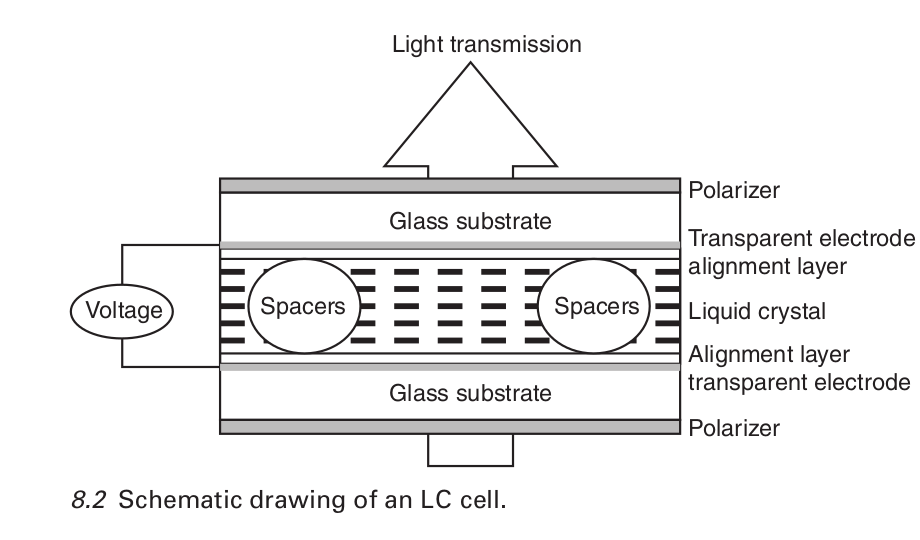 Light transmission
Polarizer
Glass substrate
Transparent electrode
alignment layer
Spacers
Spacers
Voltage
Liquid crystal
Alignment layer
transparent electrode
Glass substrate
Polarizer
8.2 Schematic drawing of an LC cell.